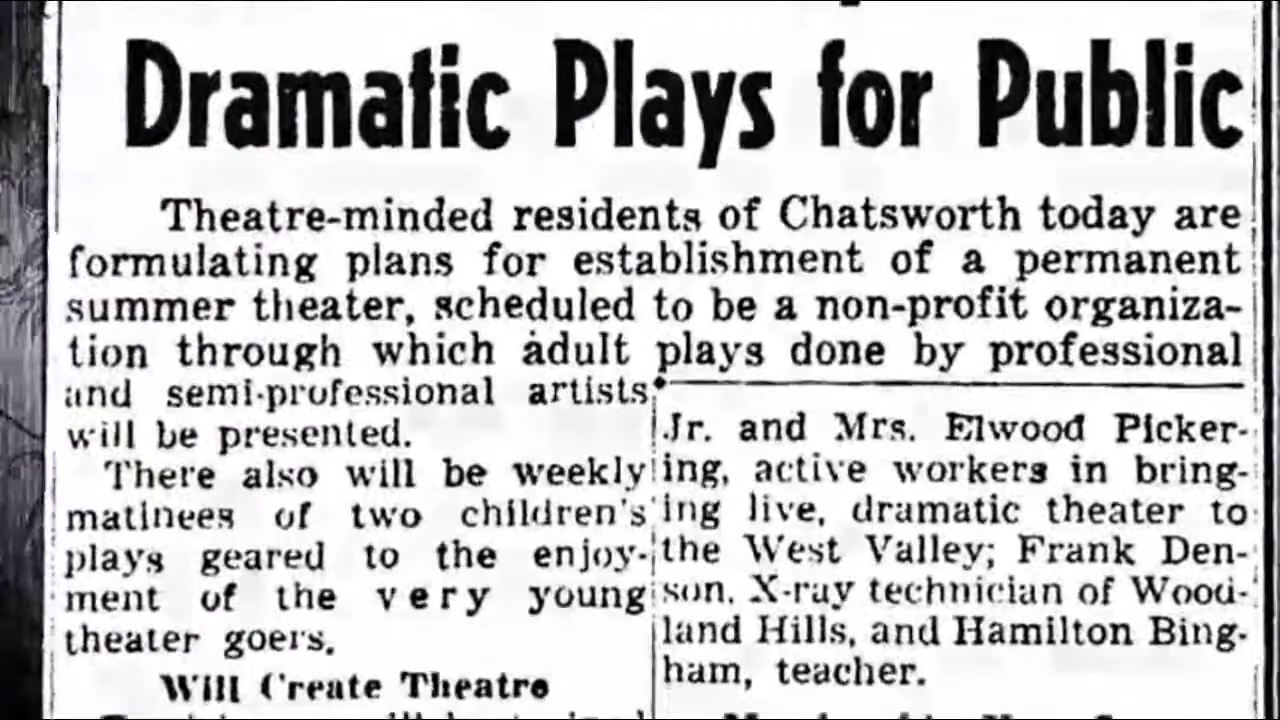 Dramatic Plays for Public
Theatre-minded residents of Chatsworth today are
formulating plans for establishment of a permanent
summer theater, scheduled to be a non-profit organiza-
tion through which adult plays done by professional
and semi-professional artists
will be presented.
There also will be weekly
matinees of two children's
plays geared to the enjoy-
ment of the very young
theater goers.
Will Create Theatre
Jr. and Mrs. Elwood Picker-
ing, active workers in bring-
ing live, dramatic theater to
the West Valley; Frank Den-
son, X-ray technician of Wood-
land Hills, and Hamilton Bing-
ham, teacher.